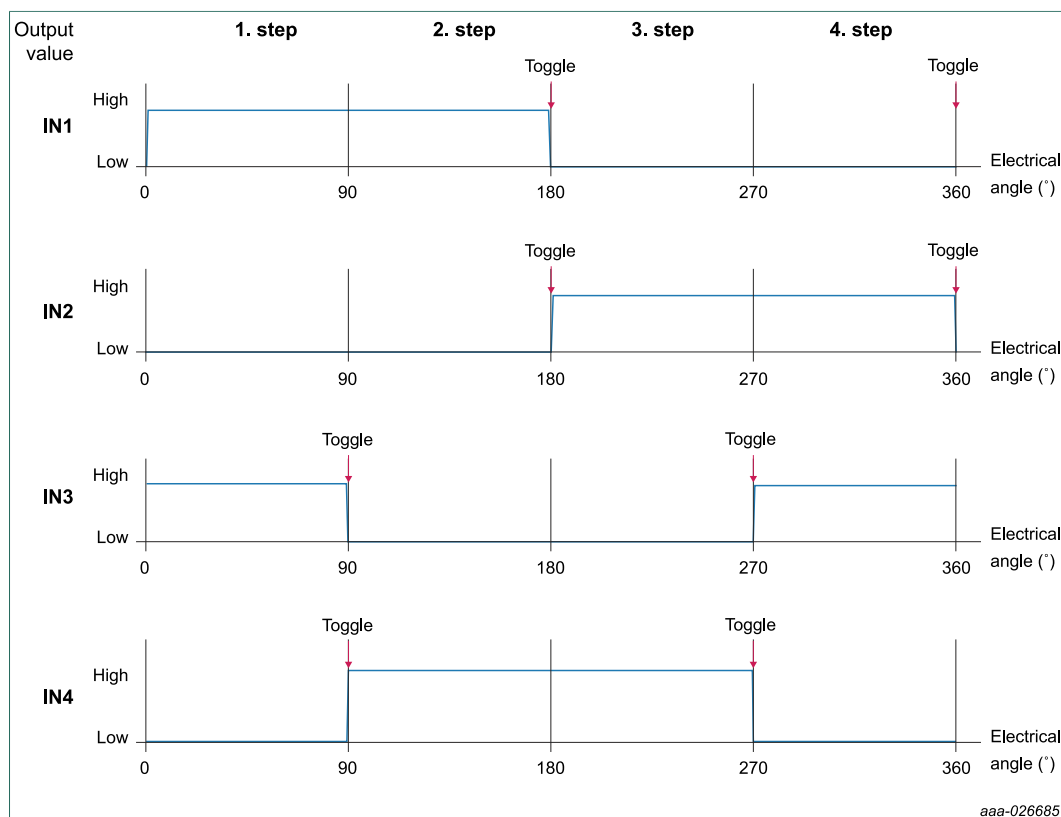 Output
value
1. step
2. step
3. step
4. step
Toggle
Toggle
High
IN1
Low
Electrical
angle (°)
0
90
180
270
360
Toggle
Toggle
High
IN2
Low
Electrical
angle (°)
0
90
180
270
360
Toggle
Toggle
High
IN3
Low
Electrical
angle (°)
0
90
180
270
360
Toggle
Toggle
High
IN4
Low
Electrical
angle (°)
0
90
180
270
360
aaa-026685